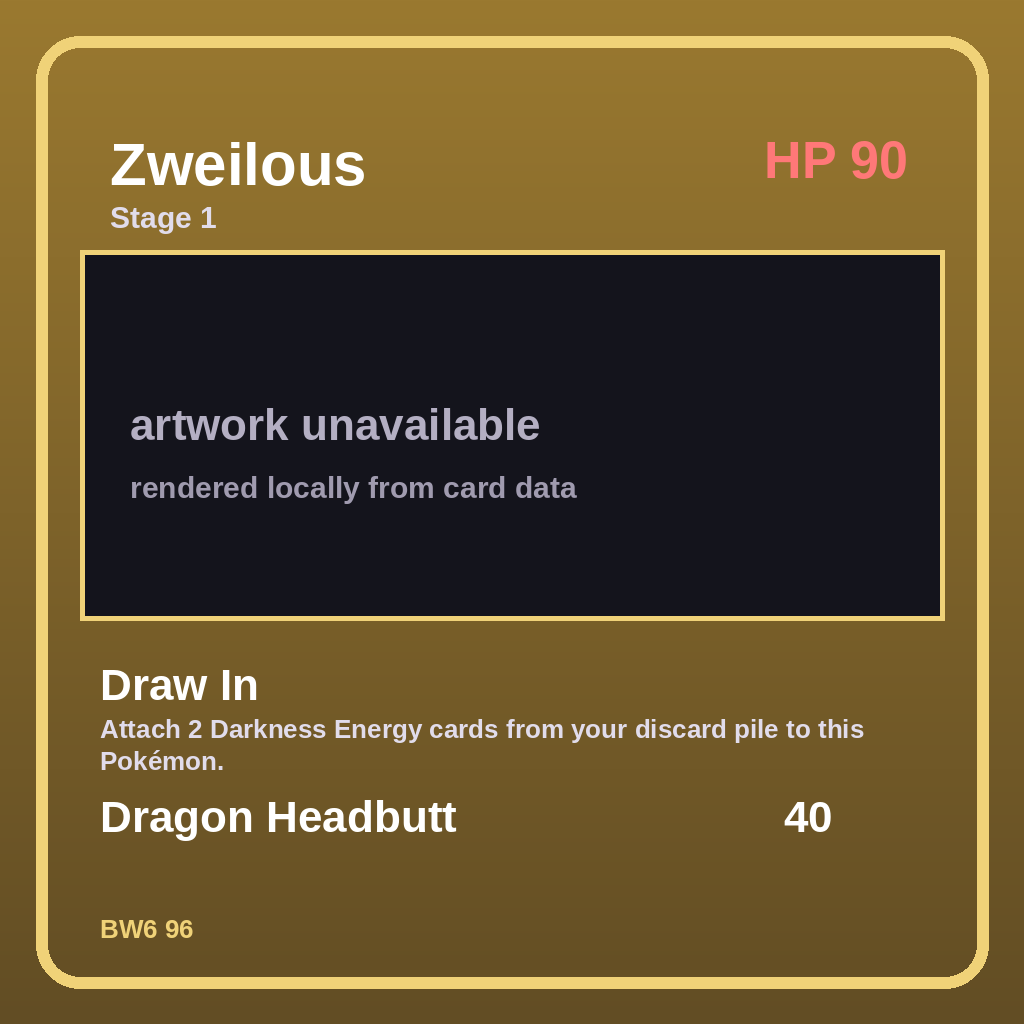 Zweilous
HP 90
Stage 1
artwork unavailable
rendered locally from card data
Draw In
Attach 2 Darkness Energy cards from your discard pile to this
Pokémon.
Dragon Headbutt 40
BW6 96